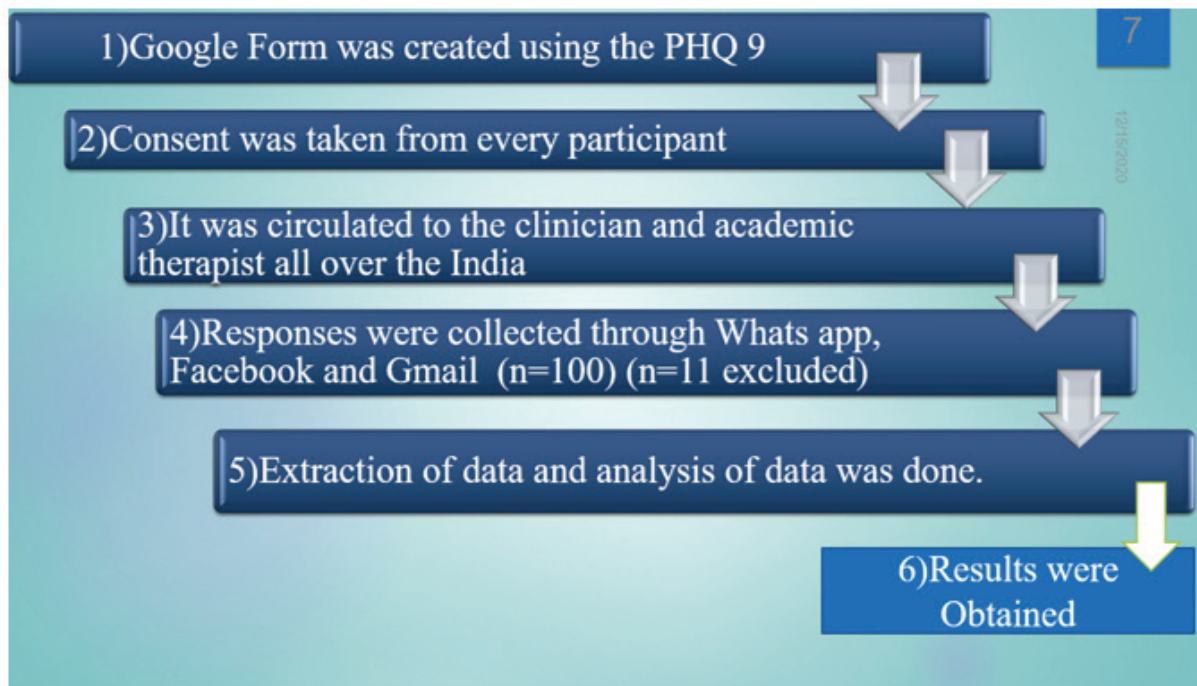 1)Google Form was created using the PHQ 9
7
2)Consent was taken from every participant
12/15/2020
3)It was circulated to the clinician and academic
therapist all over the India
4)Responses were collected through Whats app,
Facebook and Gmail (n=100) (n=11 excluded)
5)Extraction of data and analysis of data was done.
6)Results were
Obtained